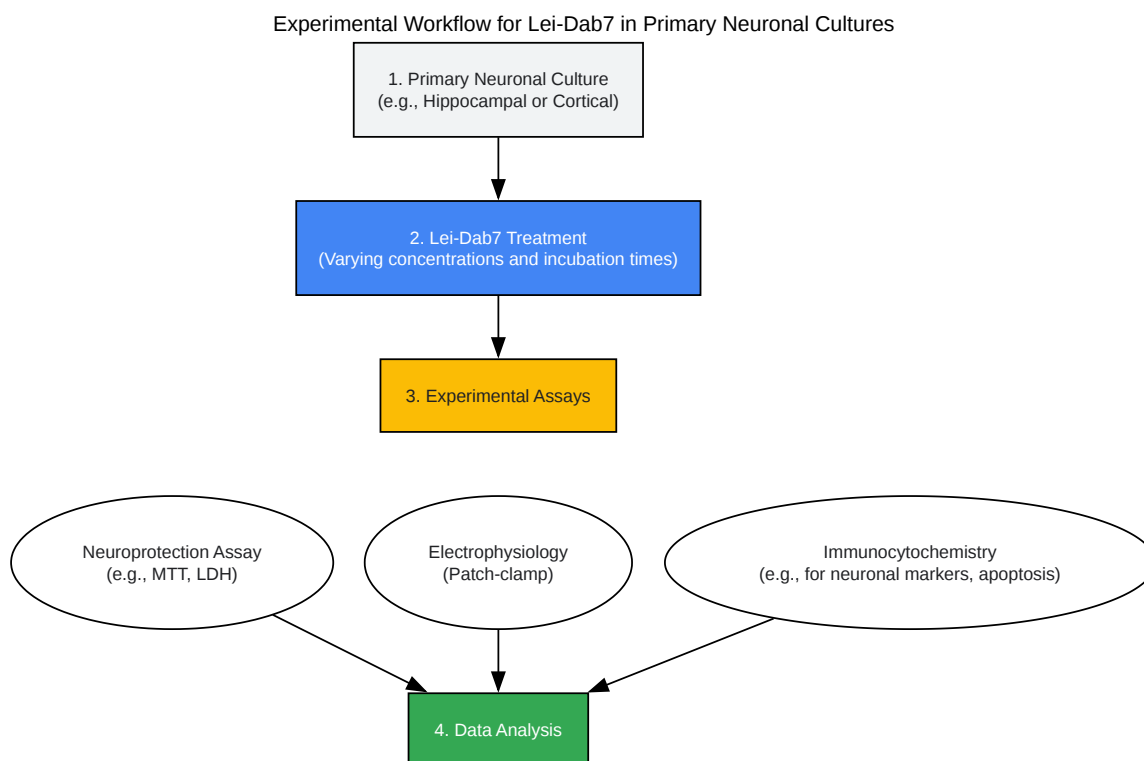 Experimental Workflow for Lei-Dab7 in Primary Neuronal Cultures
1. Primary Neuronal Culture
(e.g., Hippocampal or Cortical)
2. Lei-Dab7 Treatment
(Varying concentrations and incubation times)
3. Experimental Assays
Neuroprotection Assay
(e.g., MTT, LDH)
Electrophysiology
(Patch-clamp)
Immunocytochemistry
(e.g., for neuronal markers, apoptosis)
4. Data Analysis